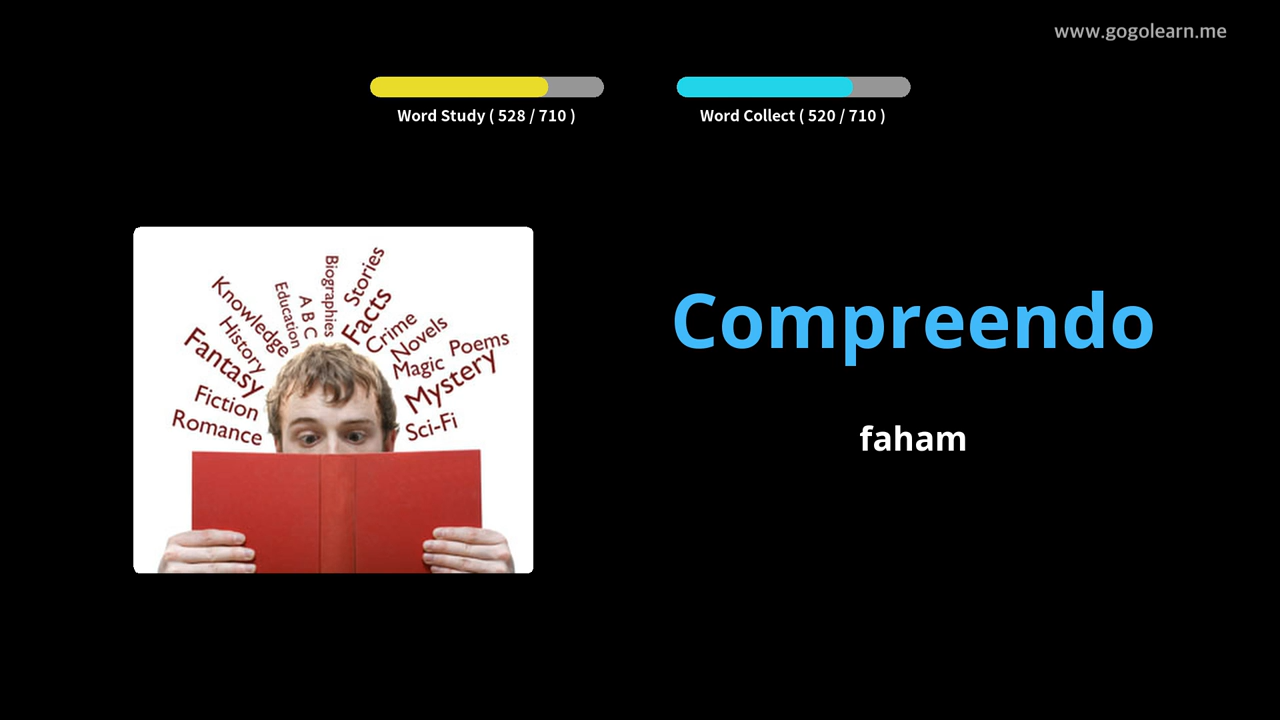 www.gogolearn.me
Word Study ( 528 / 710 )
Word Collect ( 520 / 710 )
Knowledge
Education
A B C
Biographies
Stories
Facts
Crime
Novels
Poems
Magic
Mystery
Sci-Fi
History
Fantasy
Fiction
Romance
Compreendo
faham